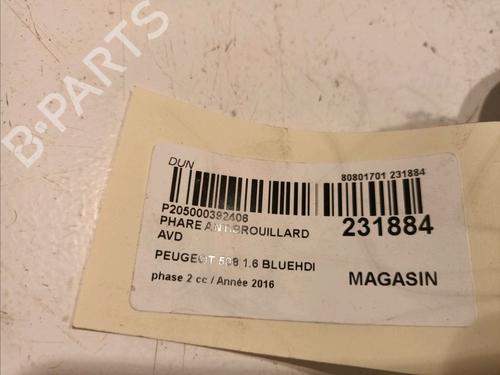 B-PARTS
DUN
80801701 231884
P205000392406
PHARE ANTIBROUILLARD
AVD
231884
PEUGEOT 508 1.6 BLUEHDI
phase 2 cc / Année 2016
MAGASIN